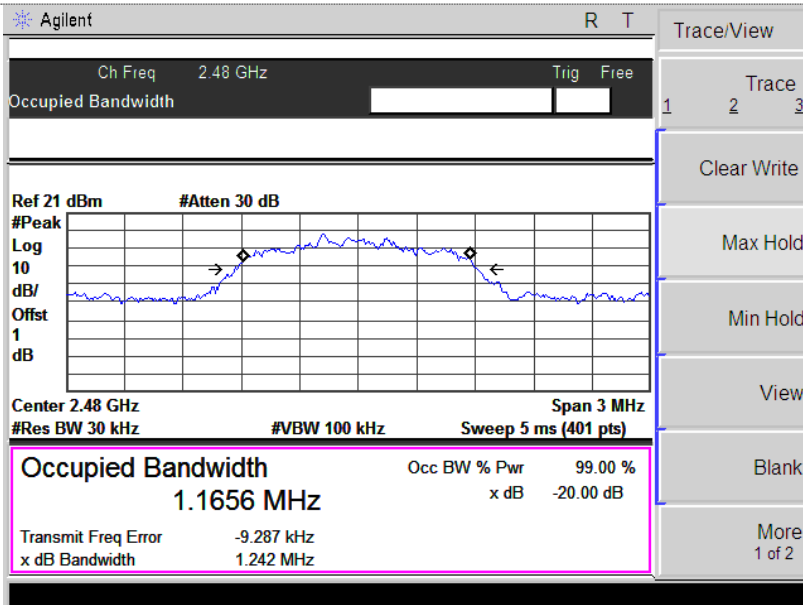 Agilent R T Trace/View
Ch Freq 2.48 GHz Trig Free
Occupied Bandwidth
Trace
1 2 3
Clear Write
Ref 21 dBm #Atten 30 dB
#Peak
Log
10
dB/
Offst
1
dB
Max Hold
Min Hold
View
Center 2.48 GHz Span 3 MHz
#Res BW 30 kHz #VBW 100 kHz Sweep 5 ms (401 pts)
Occupied Bandwidth Occ BW % Pwr 99.00 %
1.1656 MHz x dB -20.00 dB
Transmit Freq Error -9.287 kHz
x dB Bandwidth 1.242 MHz
Blank
More
1 of 2